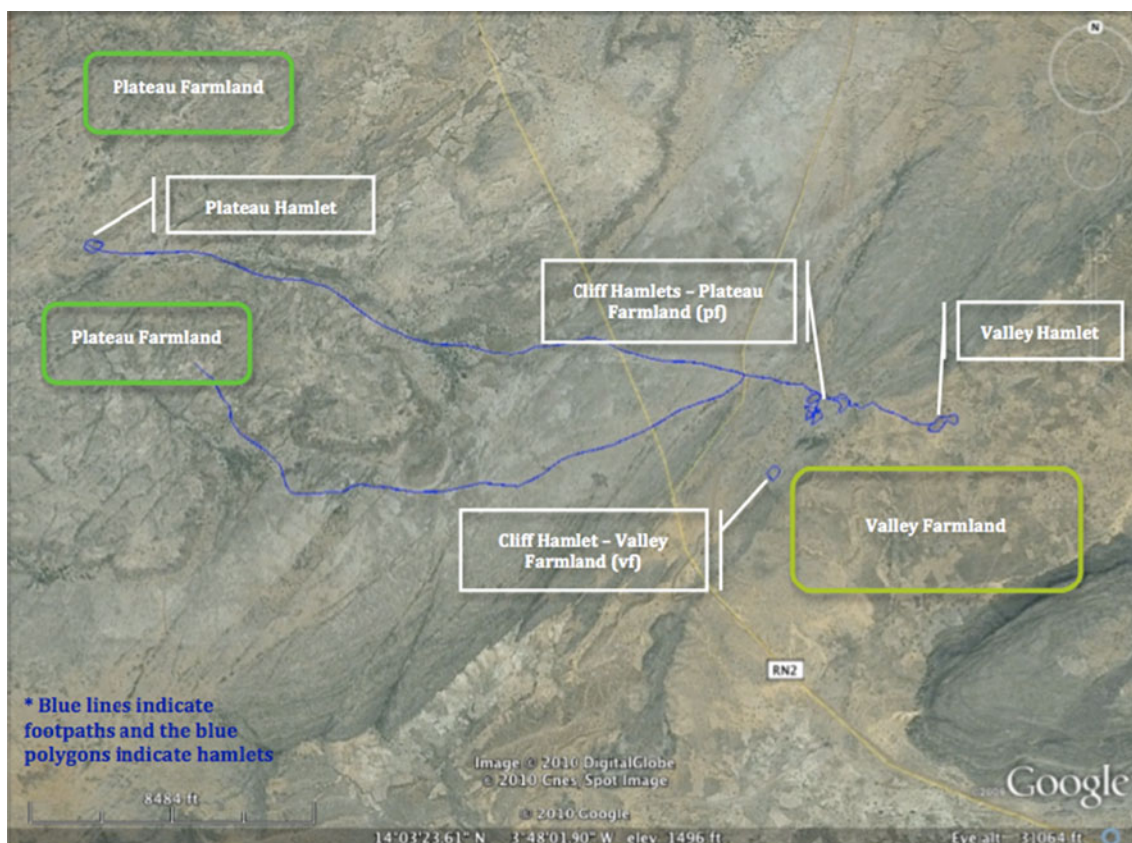 N
Plateau Farmland
Plateau Hamlet
Cliff Hamlets – Plateau
Farmland (pf)
Valley Hamlet
Plateau Farmland
Cliff Hamlet – Valley
Farmland (vf)
Valley Farmland
RN2
* Blue lines indicate
footpaths and the blue
polygons indicate hamlets
Image © 2010 DigitalGlobe
© 2010 Cnes, Spot Image
© 2010 Google
2009 Google
8484 ft
14°03'23.61" N 3°48'01.90" W elev 1496 ft
Eye alt 31064 ft